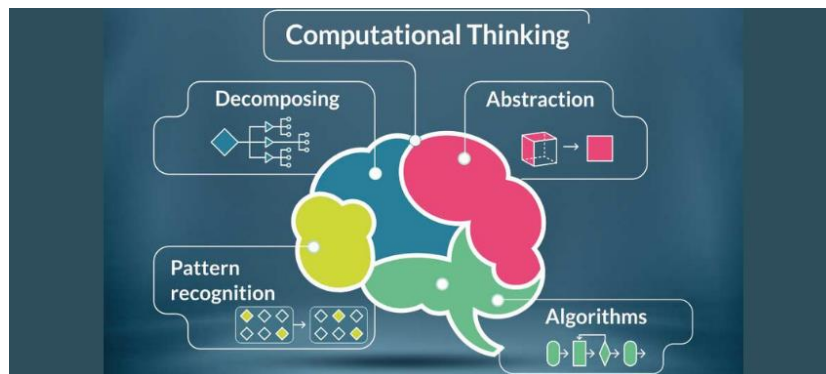 Computational Thinking
Decomposing
Abstraction
Pattern
recognition
Algorithms